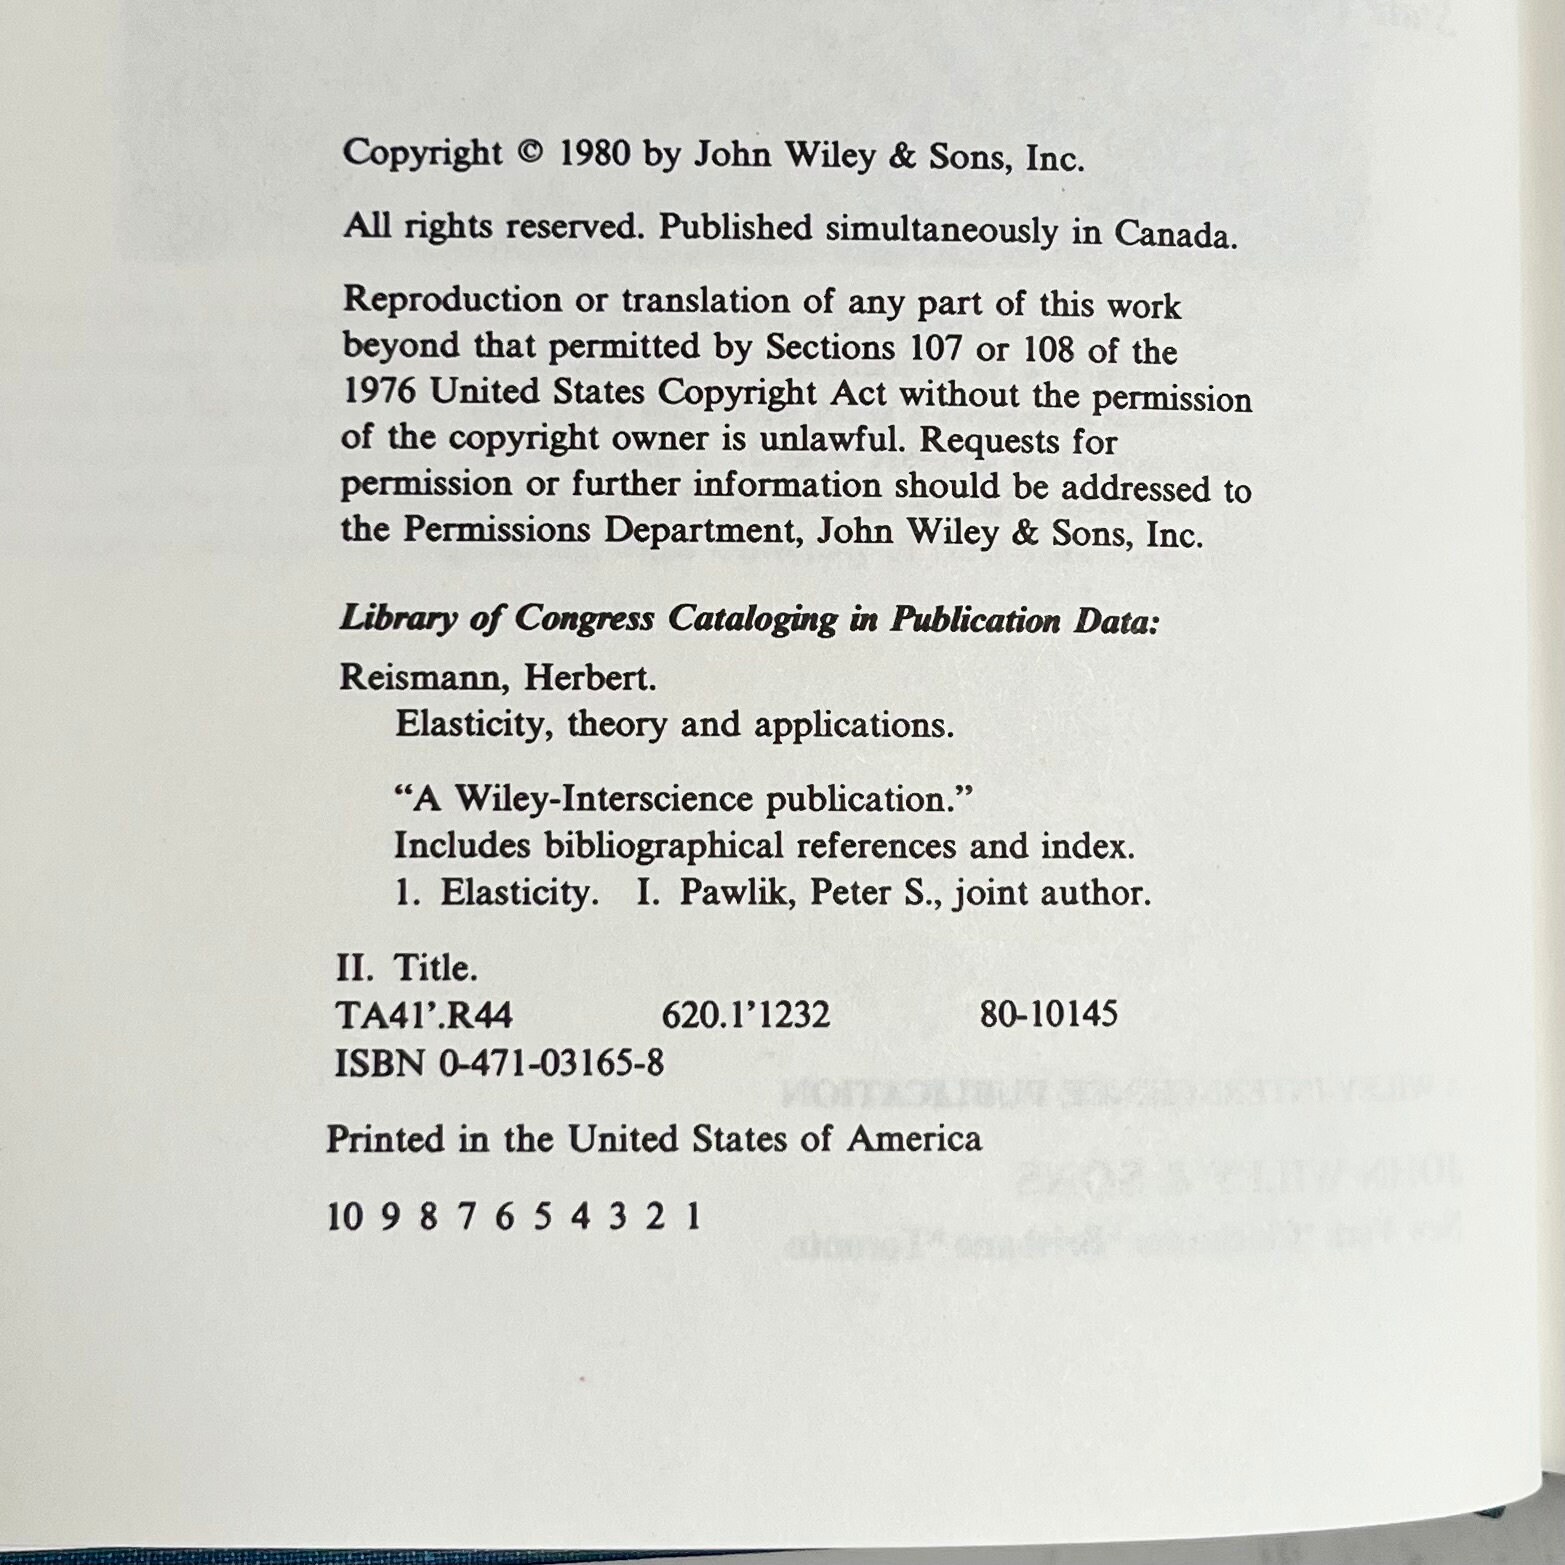 Copyright © 1980 by John Wiley & Sons, Inc.
All rights reserved. Published simultaneously in Canada.
Reproduction or translation of any part of this work
beyond that permitted by Sections 107 or 108 of the
1976 United States Copyright Act without the permission
of the copyright owner is unlawful. Requests for
permission or further information should be addressed to
the Permissions Department, John Wiley & Sons, Inc.
Library of Congress Cataloging in Publication Data:
Reismann, Herbert.
Elasticity, theory and applications.
“A Wiley-Interscience publication.”
Includes bibliographical references and index.
1. Elasticity. I. Pawlik, Peter S., joint author.
II. Title.
TA41’.R44 620.1’1232 80-10145
ISBN 0-471-03165-8
Printed in the United States of America
10 9 8 7 6 5 4 3 2 1